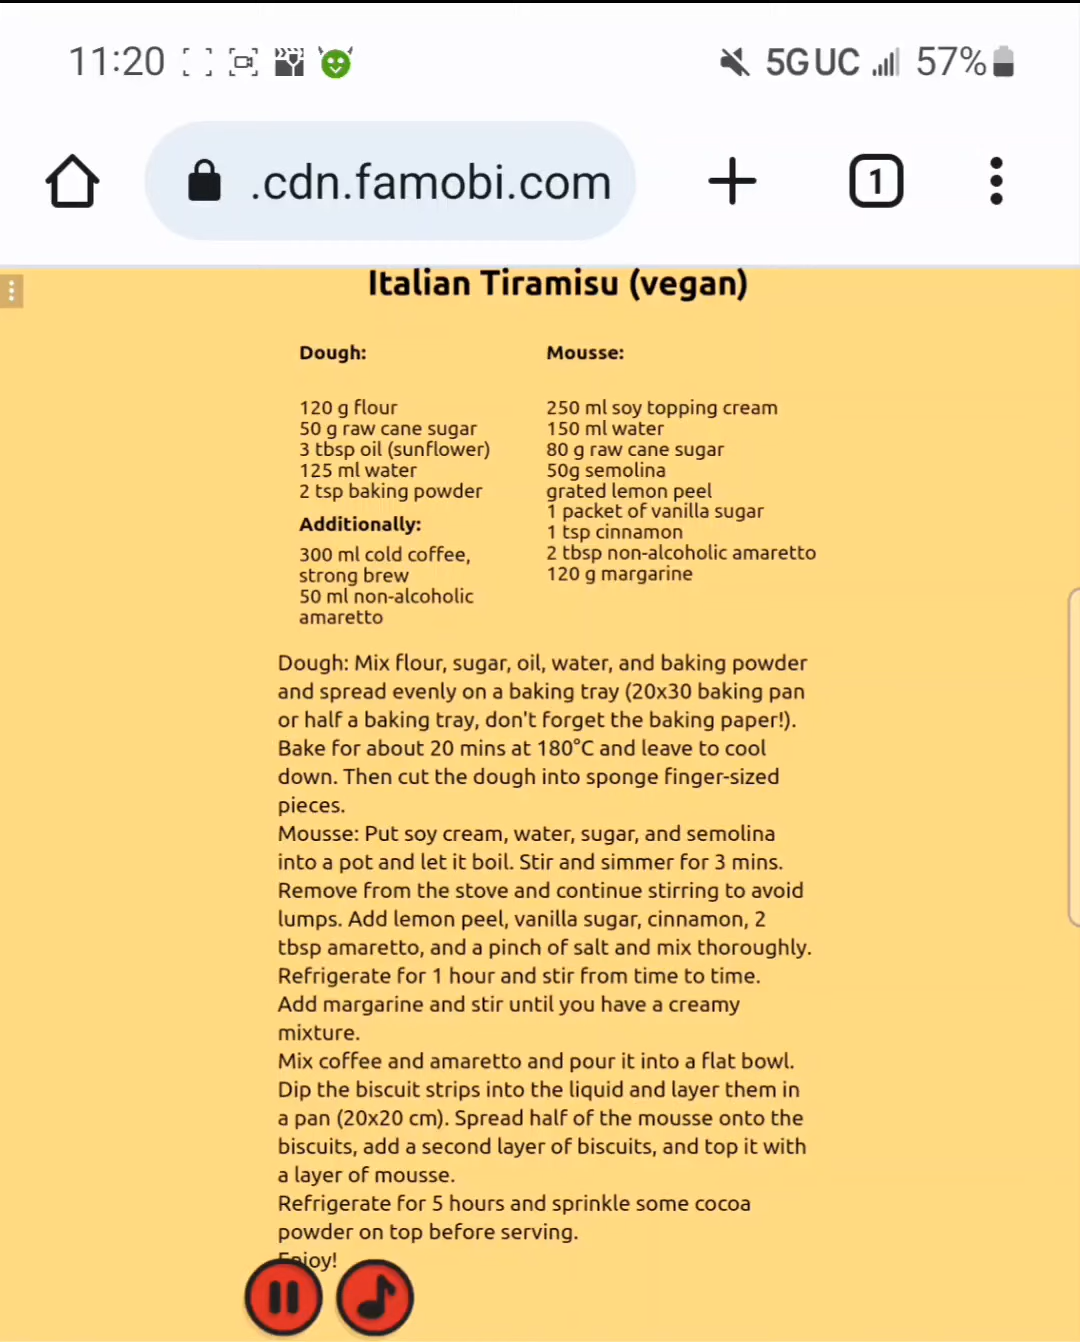 11:20
5G UC 57%
.cdn.famobi.com
1
Italian Tiramisu (vegan)
Dough:
120 g flour
50 g raw cane sugar
3 tbsp oil (sunflower)
125 ml water
2 tsp baking powder
Additionally:
300 ml cold coffee,
strong brew
50 ml non-alcoholic
amaretto
Mousse:
250 ml soy topping cream
150 ml water
80 g raw cane sugar
50g semolina
grated lemon peel
1 packet of vanilla sugar
1 tsp cinnamon
2 tbsp non-alcoholic amaretto
120 g margarine
Dough: Mix flour, sugar, oil, water, and baking powder
and spread evenly on a baking tray (20x30 baking pan
or half a baking tray, don't forget the baking paper!).
Bake for about 20 mins at 180°C and leave to cool
down. Then cut the dough into sponge finger-sized
pieces.
Mousse: Put soy cream, water, sugar, and semolina
into a pot and let it boil. Stir and simmer for 3 mins.
Remove from the stove and continue stirring to avoid
lumps. Add lemon peel, vanilla sugar, cinnamon, 2
tbsp amaretto, and a pinch of salt and mix thoroughly.
Refrigerate for 1 hour and stir from time to time.
Add margarine and stir until you have a creamy
mixture.
Mix coffee and amaretto and pour it into a flat bowl.
Dip the biscuit strips into the liquid and layer them in
a pan (20x20 cm). Spread half of the mousse onto the
biscuits, add a second layer of biscuits, and top it with
a layer of mousse.
Refrigerate for 5 hours and sprinkle some cocoa
powder on top before serving.
Enjoy!